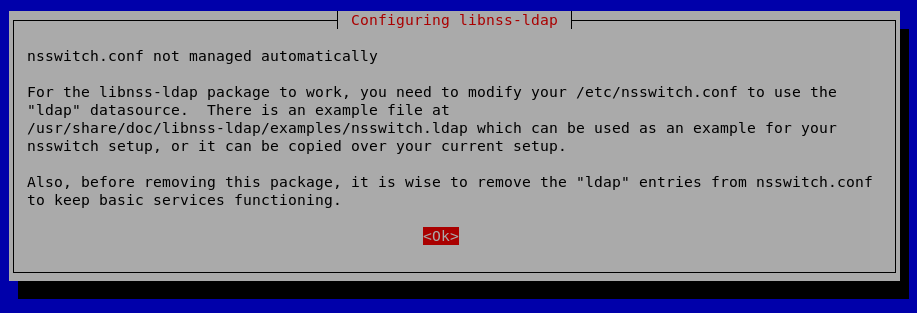 Configuring libnss-ldap
nsswitch.conf not managed automatically
For the libnss-ldap package to work, you need to modify your /etc/nsswitch.conf to use the
"ldap" datasource.  There is an example file at
/usr/share/doc/libnss-ldap/examples/nsswitch.ldap which can be used as an example for your
nsswitch setup, or it can be copied over your current setup.
Also, before removing this package, it is wise to remove the "ldap" entries from nsswitch.conf
to keep basic services functioning.
<Ok>